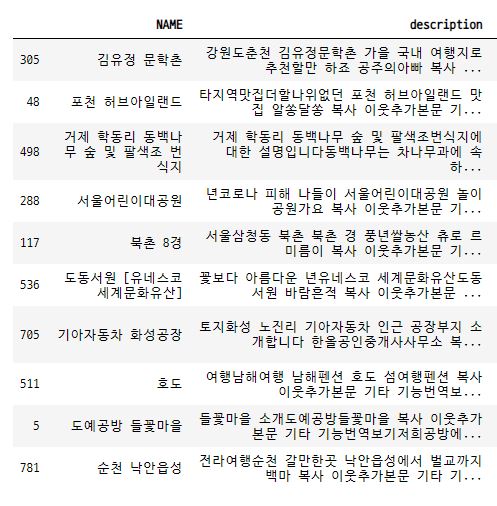 NAME description
305 김유정 문학촌 강원도춘천 김유정문학촌 가을 국내 여행지로
추천할만 하죠 공주의아빠 복사 ...
48 포천 허브아일랜드 타지역맛집더할나위없던 포천 허브아일랜드 맛
집 알쏭달쏭 복사 이웃추가본문 기...
498 거제 학동리 동백나 거제 학동리 동백나무 숲 및 팔색조번식지에
무 숲 및 팔색조 번 대한 설명입니다동백나무는 차나무과에 속
식지 하...
288 서울어린이대공원 년코로나 피해 나들이 서울어린이대공원 놀이
공원가요 복사 이웃추가본문 기...
117 북촌 8경 서울삼청동 북촌 북촌 경 풍년쌀농산 츄로 르
미름이 복사 이웃추가본문 기...
536 도동서원 [유네스코 꽃보다 아름다운 년유네스코 세계문화유산도동
세계문화유산] 서원 바람흔적 복사 이웃추가본문 ...
705 기아자동차 화성공장 토지화성 노진리 기아자동차 인근 공장부지 소
개합니다 한올공인중개사사무소 복...
511 호도 여행남해여행 남해펜션 호도 섬여행펜션 복사
이웃추가본문 기타 기능번역보...
5 도예공방 들꽃마을 들꽃마을 소개도예공방들꽃마을 복사 이웃추가
본문 기타 기능번역보기저희공방에...
781 순천 낙안읍성 전라여행순천 갈만한곳 낙안읍성에서 벌교까지
백마 복사 이웃추가본문 기타 기...